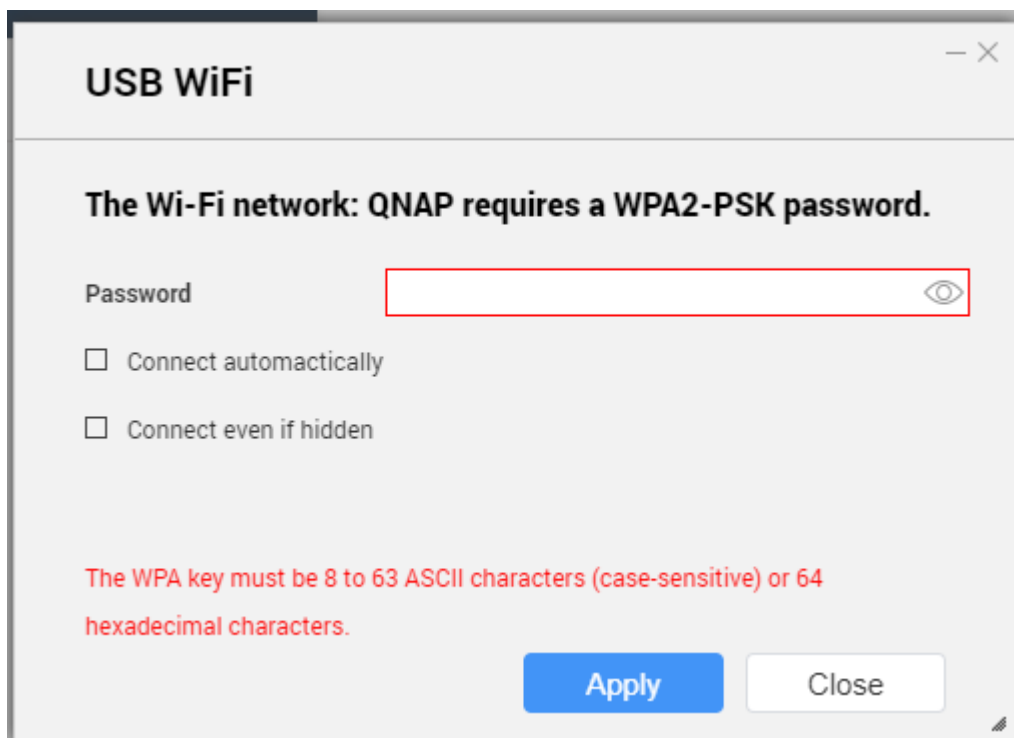 USB WiFi
The Wi-Fi network: QNAP requires a WPA2-PSK password.
Password
Connect automactically
Connect even if hidden
The WPA key must be 8 to 63 ASCII characters (case-sensitive) or 64
hexadecimal characters.
Apply Close